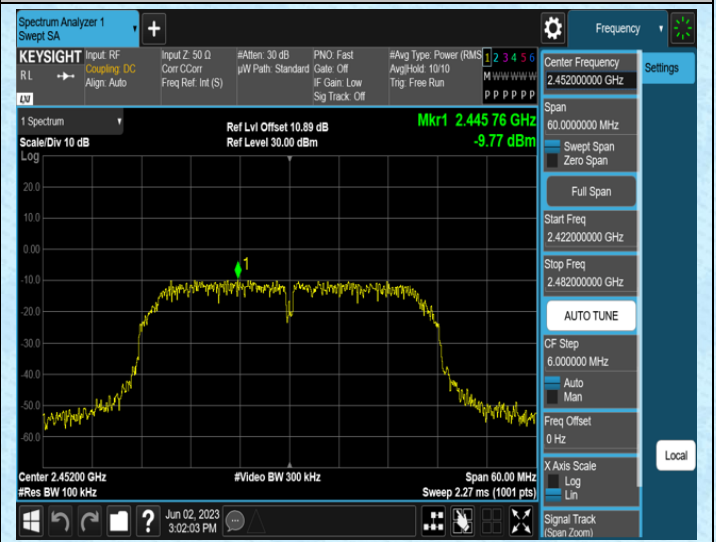 Spectrum Analyzer 1
Swept SA
+
Frequency
KEYSIGHT
RL
LXI
Input: RF
Coupling: DC
Align: Auto
Input Z: 50 Ω
Corr CCorr
Freq Ref: Int (S)
#Atten: 30 dB
µW Path: Standard
PNO: Fast
Gate: Off
IF Gain: Low
Sig Track: Off
#Avg Type: Power (RMS
Avg|Hold: 10/10
Trig: Free Run
1 2 3 4 5 6
M W W W W W
P P P P P P
1 Spectrum
Scale/Div 10 dB
Log
Ref Lvl Offset 10.89 dB
Ref Level 30.00 dBm
Mkr1 2.445 76 GHz
-9.77 dBm
20.0
10.0
0.00
-10.0
-20.0
-30.0
-40.0
-50.0
-60.0
1
Center 2.45200 GHz
#Res BW 100 kHz
#Video BW 300 kHz
Span 60.00 MHz
Sweep 2.27 ms (1001 pts)
Center Frequency
2.452000000 GHz
Settings
Span
60.0000000 MHz
Swept Span
Zero Span
Full Span
Start Freq
2.422000000 GHz
Stop Freq
2.482000000 GHz
AUTO TUNE
CF Step
6.000000 MHz
Auto
Man
Freq Offset
0 Hz
X Axis Scale
Log
Lin
Local
Signal Track
(Span Zoom)
?
Jun 02, 2023
3:02:03 PM